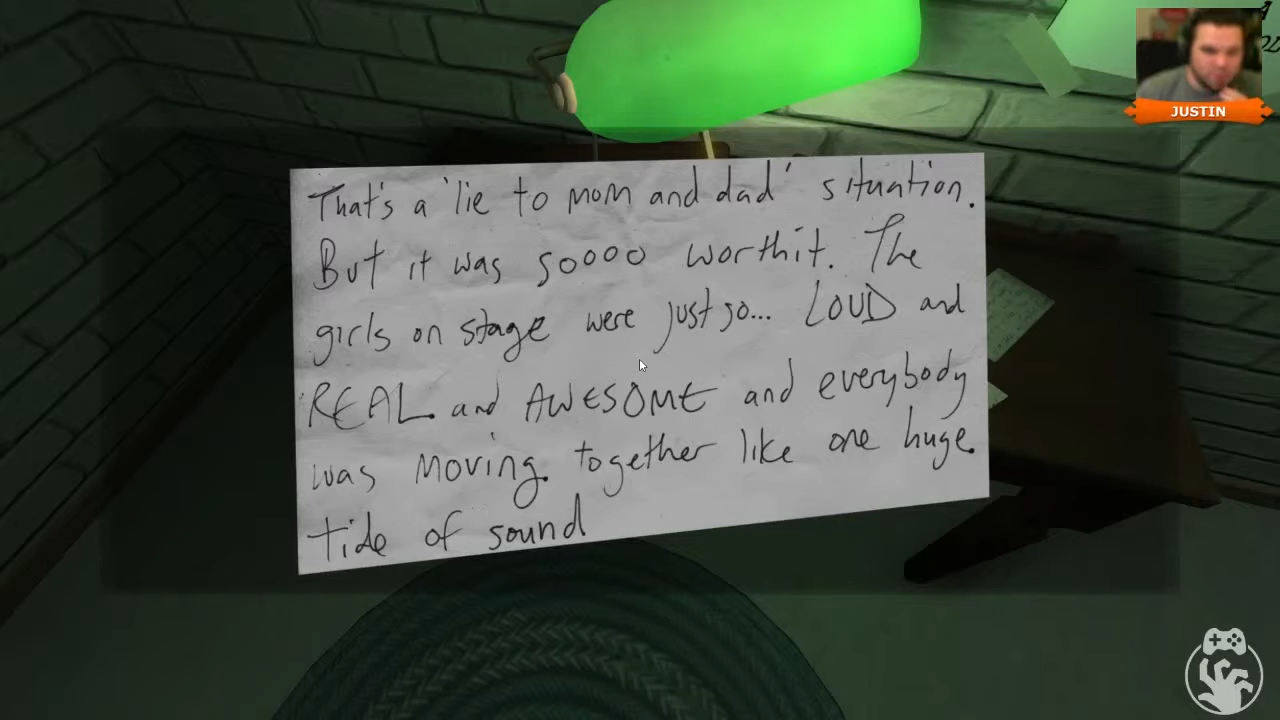 JUSTIN
That's a 'lie to mom and dad' situation.
But it was soooo worthit. The
girls on stage were just so... LOUD and
REAL and AWESOME and everybody
was moving together like one huge
tide of sound